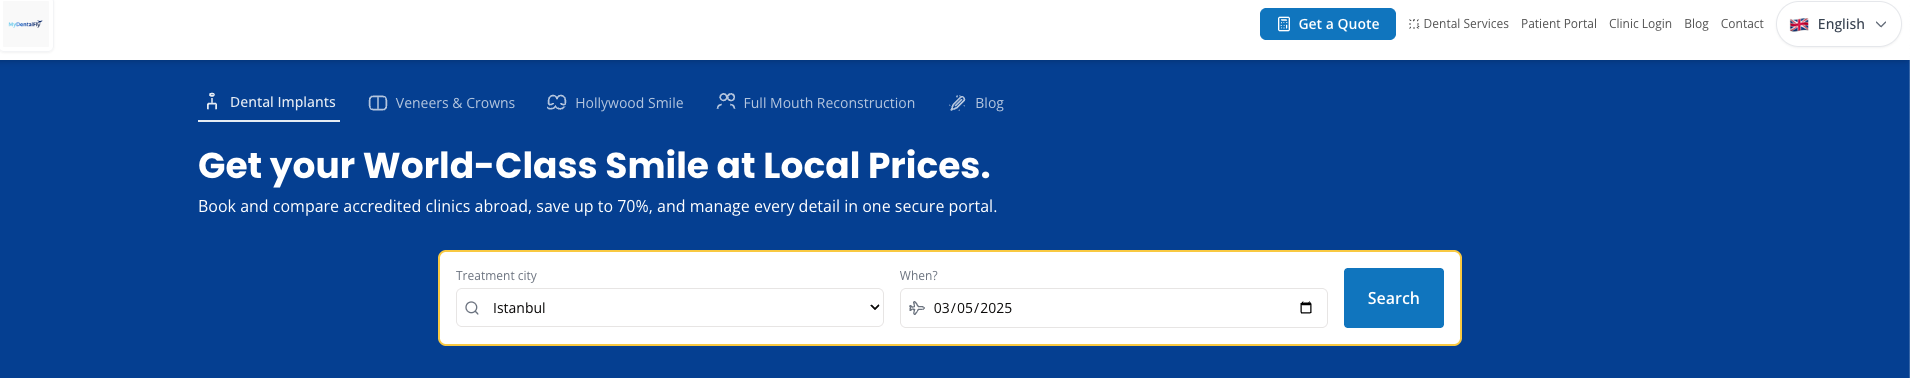 MyDentalFly
Get a Quote
Dental Services
Patient Portal
Clinic Login
Blog
Contact
English
Dental Implants
Veneers & Crowns
Hollywood Smile
Full Mouth Reconstruction
Blog
Get your World-Class Smile at Local Prices.
Book and compare accredited clinics abroad, save up to 70%, and manage every detail in one secure portal.
Treatment city
When?
Istanbul
03/05/2025
Search